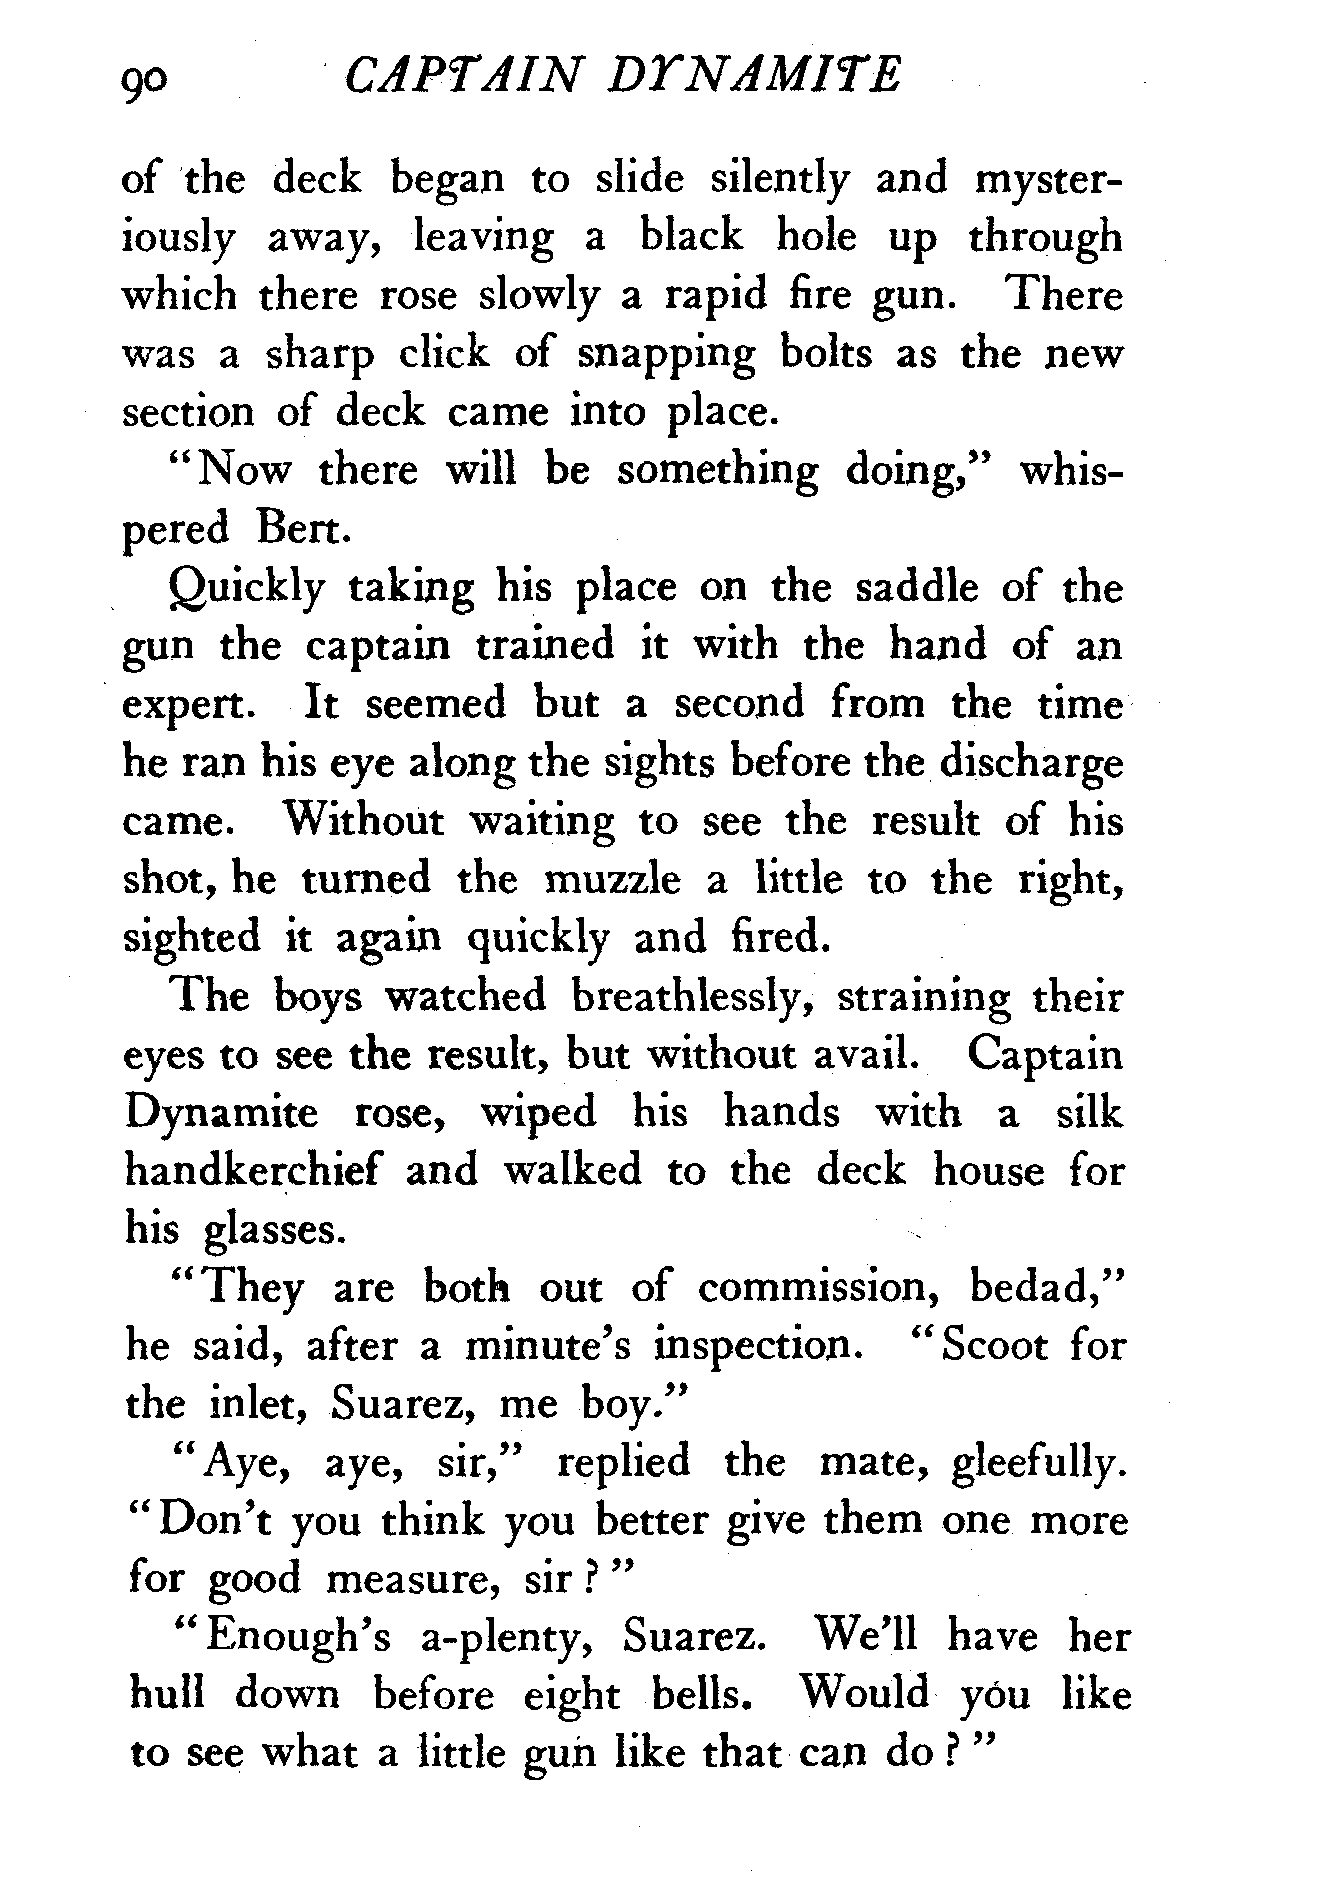 90 CAPTAIN DYNAMITE
of the deck began to slide silently and myster-
iously away, leaving a black hole up through
which there rose slowly a rapid fire gun. There
was a sharp click of snapping bolts as the new
section of deck came into place.
"Now there will be something doing," whis-
pered Bert.
Quickly taking his place on the saddle of the
gun the captain trained it with the hand of an
expert. It seemed but a second from the time
he ran his eye along the sights before the discharge
came. Without waiting to see the result of his
shot, he turned the muzzle a little to the right,
sighted it again quickly and fired.
The boys watched breathlessly, straining their
eyes to see the result, but without avail. Captain
Dynamite rose, wiped his hands with a silk
handkerchief and walked to the deck house for
his glasses.
"They are both out of commission, bedad,"
he said, after a minute's inspection. "Scoot for
the inlet, Suarez, me boy."
"Aye, aye, sir," replied the mate, gleefully.
"Don't you think you better give them one more
for good measure, sir?"
"Enough's a-plenty, Suarez. We'll have her
hull down before eight bells. Would you like
to see what a little gun like that can do?"